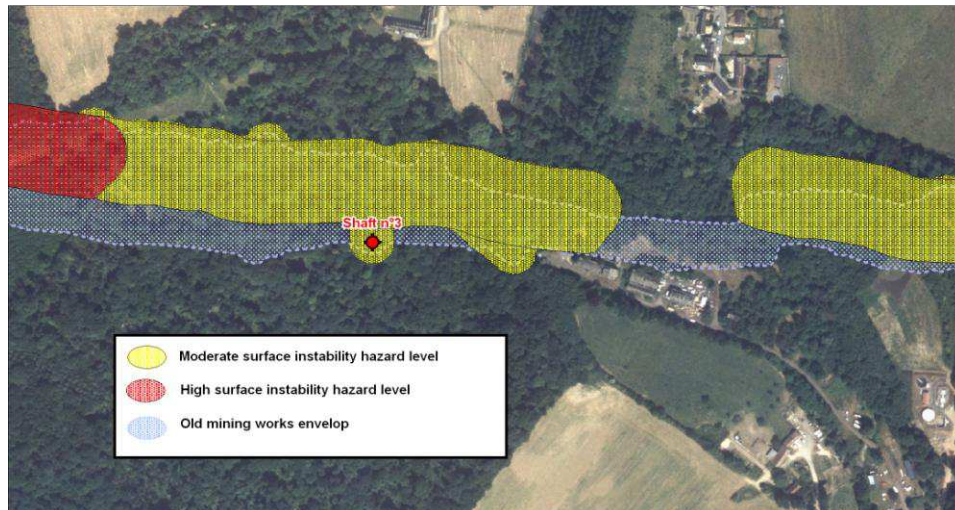 Shaft n°3
Moderate surface instability hazard level
High surface instability hazard level
Old mining works envelop